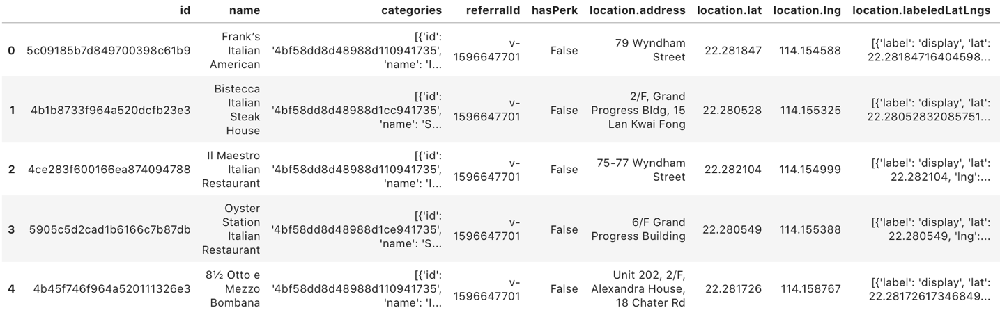 id name categories referralId hasPerk location.address location.lat location.lng location.labeledLatLngs
0 5c09185b7d849700398c61b9 Frank’s Italian American [{'id': '4bf58dd8d48988d110941735', 'name': 'I... v-1596647701 False 79 Wyndham Street 22.281847 114.154588 [{'label': 'display', 'lat': 22.28184716404598...
1 4b1b8733f964a520dcfb23e3 Bistecca Italian Steak House [{'id': '4bf58dd8d48988d1cc941735', 'name': 'S... v-1596647701 False 2/F, Grand Progress Bldg, 15 Lan Kwai Fong 22.280528 114.155325 [{'label': 'display', 'lat': 22.28052832085751...
2 4ce283f600166ea874094788 Il Maestro Italian Restaurant [{'id': '4bf58dd8d48988d110941735', 'name': 'I... v-1596647701 False 75-77 Wyndham Street 22.282104 114.154999 [{'label': 'display', 'lat': 22.282104, 'lng':...
3 5905c5d2cad1b6166c7b87db Oyster Station Italian Restaurant [{'id': '4bf58dd8d48988d1ce941735', 'name': 'S... v-1596647701 False 6/F Grand Progress Building 22.280549 114.155388 [{'label': 'display', 'lat': 22.280549, 'lng':...
4 4b45f746f964a520111326e3 8½ Otto e Mezzo Bombana [{'id': '4bf58dd8d48988d110941735', 'name': 'I... v-1596647701 False Unit 202, 2/F, Alexandra House, 18 Chater Rd 22.281726 114.158767 [{'label': 'display', 'lat': 22.28172617346849...